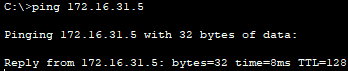 C:\>ping 172.16.31.5
Pinging 172.16.31.5 with 32 bytes of data:
Reply from 172.16.31.5: bytes=32 time=8ms TTL=128